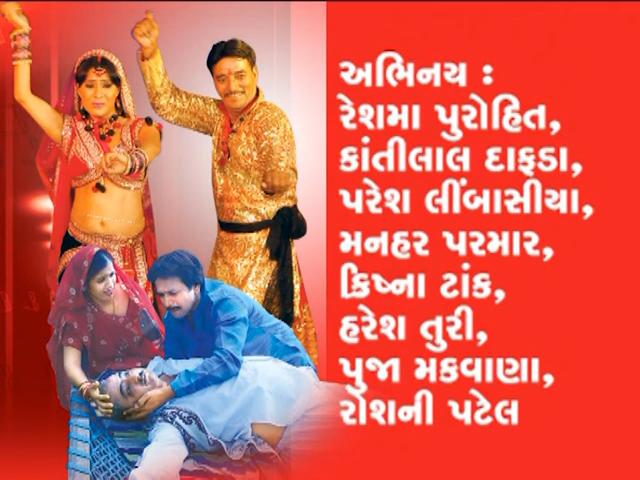 અભિનય :
રેશમા પુરોહિત,
કાંતીલાલ દાફડા,
પરેશ લીંબાસીયા,
મનહર પરમાર,
ક્રિષ્ના ટાંક,
હરેશ તુરી,
પુજા મકવાણા,
રોશની પટેલ